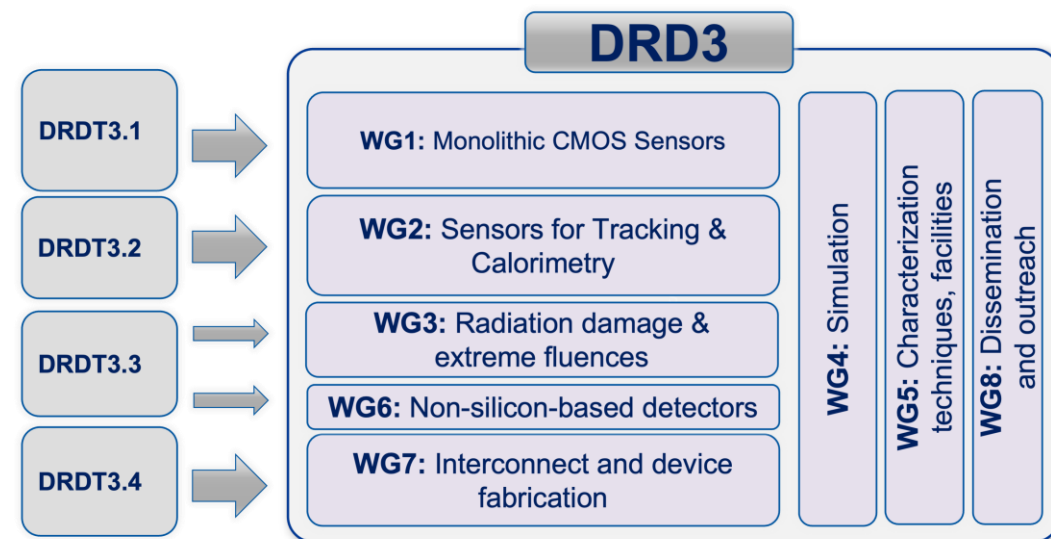 DRD3
DRDT3.1
DRDT3.2
DRDT3.3
DRDT3.4
WG1: Monolithic CMOS Sensors
WG2: Sensors for Tracking &
Calorimetry
WG3: Radiation damage &
extreme fluences
WG6: Non-silicon-based detectors
WG7: Interconnect and device
fabrication
WG4: Simulation
WG5: Characterization
techniques, facilities
WG8: Dissemination
and outreach